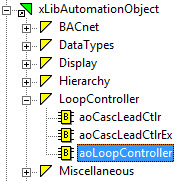 xLibAutomationObject
BACnet
DataTypes
Display
Hierarchy
LoopController
B aoCascLeadCtlr
B aoCascLeadCtlrEx
B aoLoopController
Miscellaneous